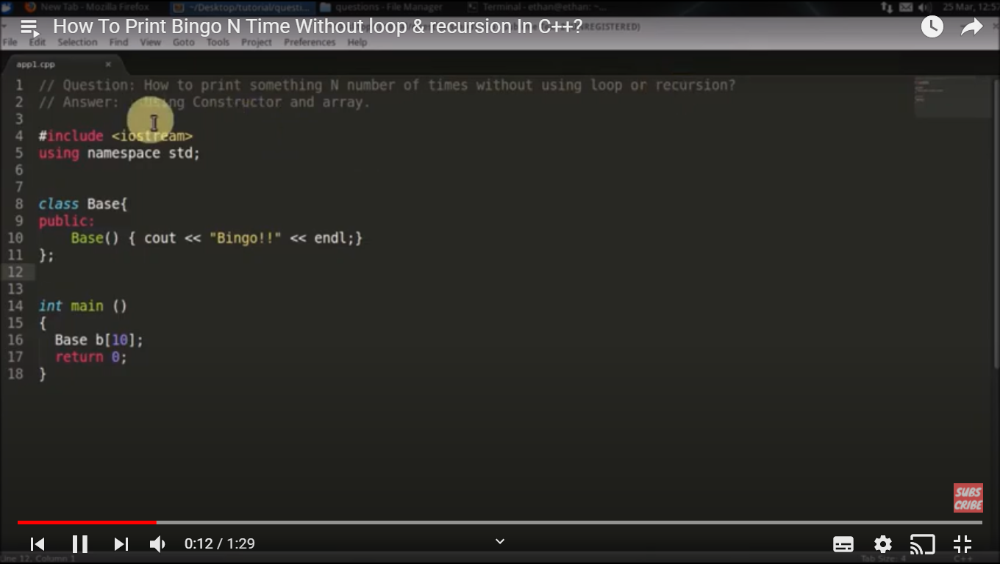 New Tab - Mozilla Firefox ~/Desktop/tutorial/questi... questions - File Manager Terminal - ethan@ethan: ~... 25 Mar, 12:5
How To Print Bingo N Time Without loop & recursion In C++? REGISTERED)
File Edit Selection Find View Goto Tools Project Preferences Help
app1.cpp ×
1 // Question: How to print something N number of times without using loop or recursion?
2 // Answer: Using Constructor and array.
3
4 #include <iostream>
5 using namespace std;
6
7
8 class Base{
9 public:
10 Base() { cout << "Bingo!!" << endl;}
11 };
12
13
14 int main ()
15 {
16 Base b[10];
17 return 0;
18 }
SUBS
CRIBE
0:12 / 1:29
Line 12, Column 1 Tab Size: 4 C++